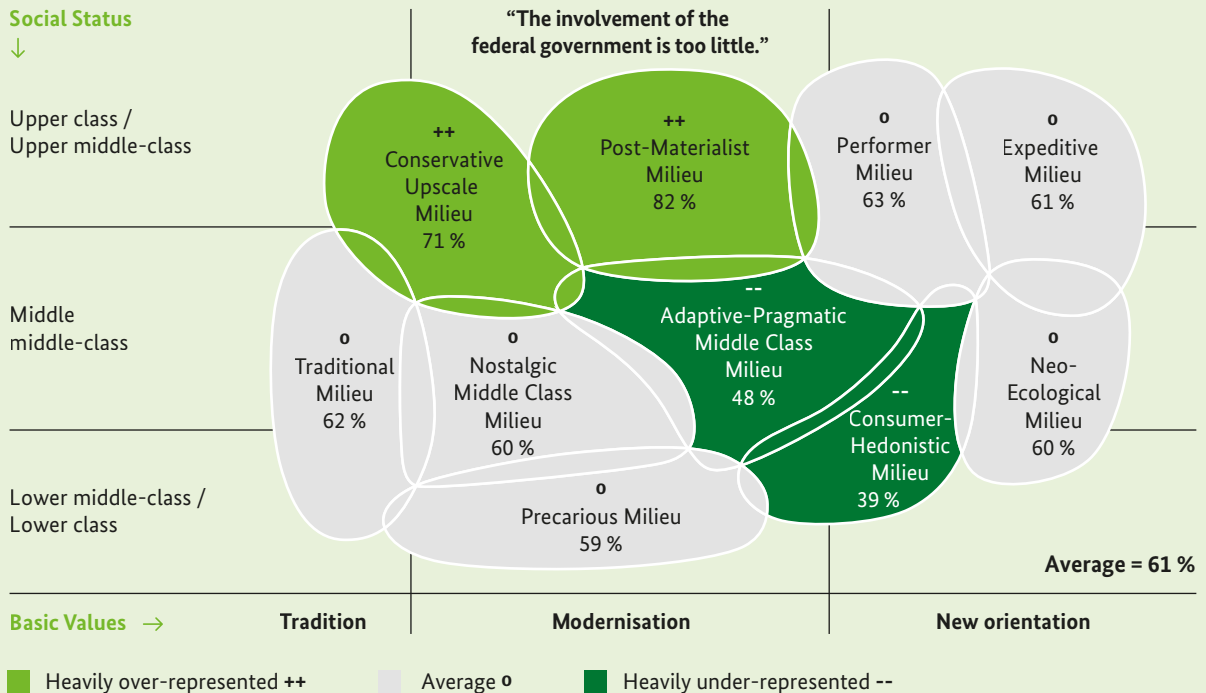 Social Status
↓
“The involvement of the
federal government is too little.”
Upper class /
Upper middle-class
++
Conservative
Upscale
Milieu
71 %
++
Post-Materialist
Milieu
82 %
o
Performer
Milieu
63 %
o
Expeditive
Milieu
61 %
Middle
middle-class
o
Traditional
Milieu
62 %
o
Nostalgic
Middle Class
Milieu
60 %
--
Adaptive-Pragmatic
Middle Class
Milieu
48 %
--
Consumer-
Hedonistic
Milieu
39 %
o
Neo-
Ecological
Milieu
60 %
Lower middle-class /
Lower class
o
Precarious Milieu
59 %
Average = 61 %
Basic Values →
Tradition
Modernisation
New orientation
Heavily over-represented ++
Average o
Heavily under-represented --